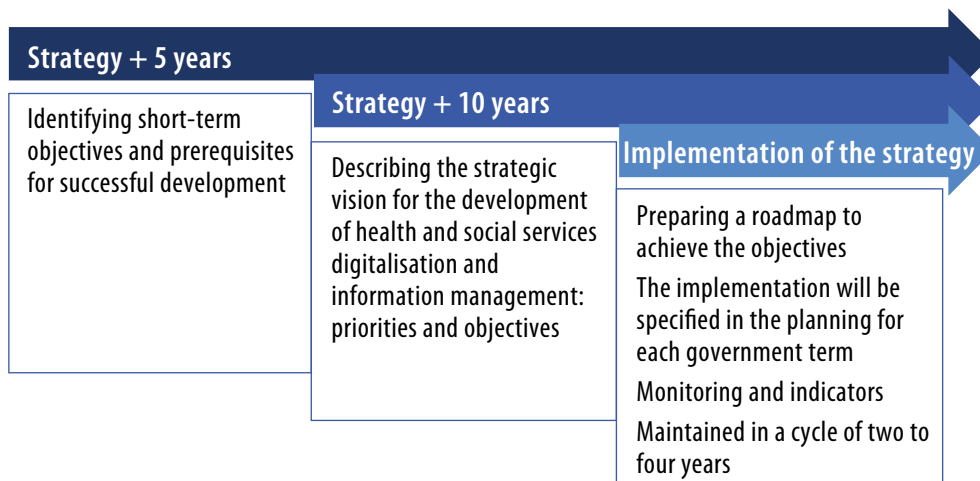 Strategy + 5 years
Identifying short-term
objectives and prerequisites
for successful development
Strategy + 10 years
Describing the strategic
vision for the development
of health and social services
digitalisation and
information management:
priorities and objectives
Implementation of the strategy
Preparing a roadmap to
achieve the objectives
The implementation will be
specified in the planning for
each government term
Monitoring and indicators
Maintained in a cycle of two to
four years